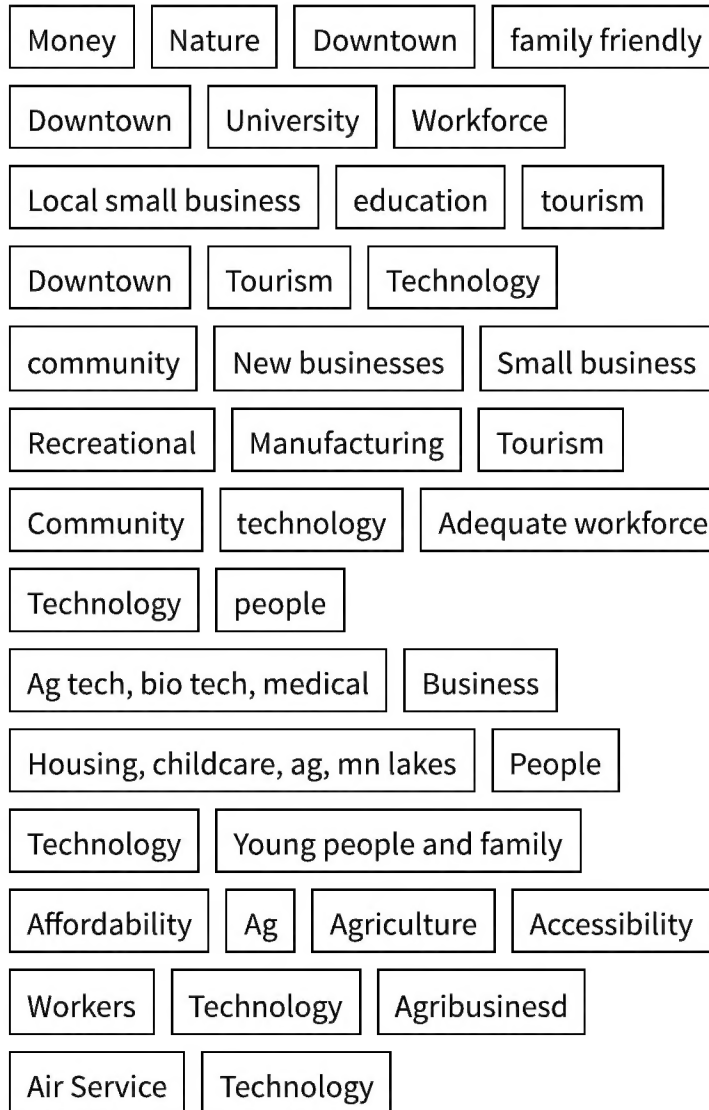 Money Nature Downtown family friendly
Downtown University Workforce
Local small business education tourism
Downtown Tourism Technology
community New businesses Small business
Recreational Manufacturing Tourism
Community technology Adequate workforce
Technology people
Ag tech, bio tech, medical Business
Housing, childcare, ag, mn lakes People
Technology Young people and family
Affordability Ag Agriculture Accessibility
Workers Technology Agribusinesd
Air Service Technology